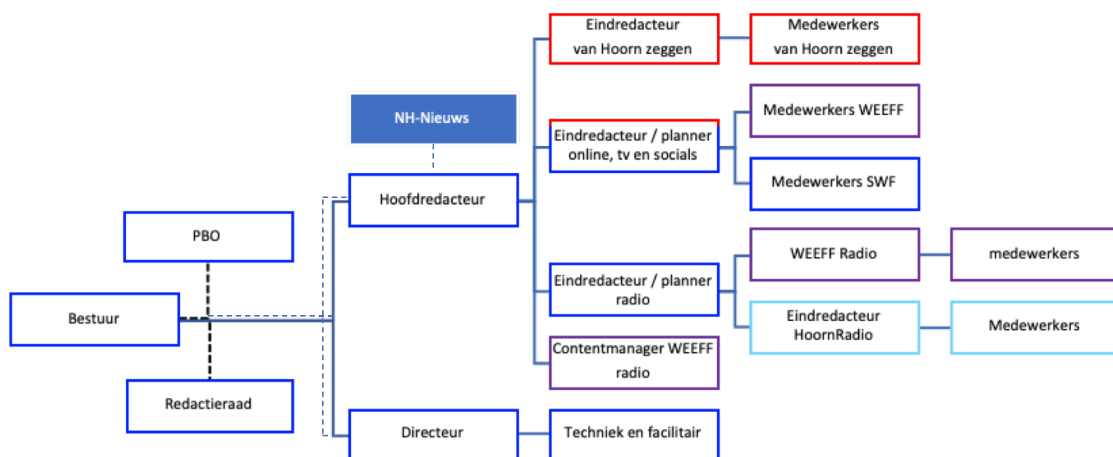 Eindredacteur
van Hoorn zeggen
Medewerkers
van Hoorn zeggen
NH-Nieuws
Eindredacteur / planner
online, tv en socials
Medewerkers WEEFF
Medewerkers SWF
Hoofdredacteur
PBO
Bestuur
Redactieraad
Eindredacteur / planner
radio
WEEFF Radio
medewerkers
Eindredacteur
HoornRadio
Medewerkers
Contentmanager WEEFF
radio
Directeur
Techniek en facilitair